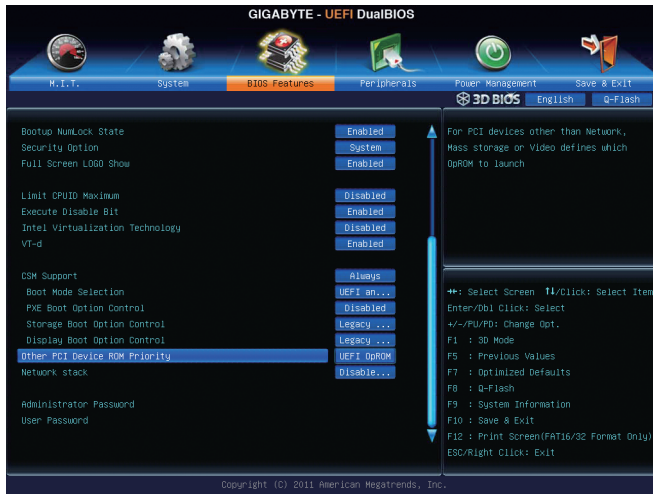 GIGABYTE - UEFI DualBIOS
M.I.T. System BIOS Features Peripherals Power Management Save & Exit
3D BIOS English Q-Flash
Bootup NumLock State Enabled
Security Option System
Full Screen LOGO Show Enabled
Limit CPUID Maximum Disabled
Execute Disable Bit Enabled
Intel Virtualization Technology Disabled
VT-d Enabled
CSM Support Always
Boot Mode Selection UEFI an...
PXE Boot Option Control Disabled
Storage Boot Option Control Legacy ...
Display Boot Option Control Legacy ...
Other PCI Device ROM Priority UEFI OpROM
Network stack Disable...
Administrator Password
User Password
For PCI devices other than Network,
Mass storage or Video defines which
OpROM to launch
→←: Select Screen ↑↓/Click: Select Item
Enter/Dbl Click: Select
+/-/PU/PD: Change Opt.
F1 : 3D Mode
F5 : Previous Values
F7 : Optimized Defaults
F8 : Q-Flash
F9 : System Information
F10 : Save & Exit
F12 : Print Screen(FAT16/32 Format Only)
ESC/Right Click: Exit
Copyright (C) 2011 American Megatrends, Inc.